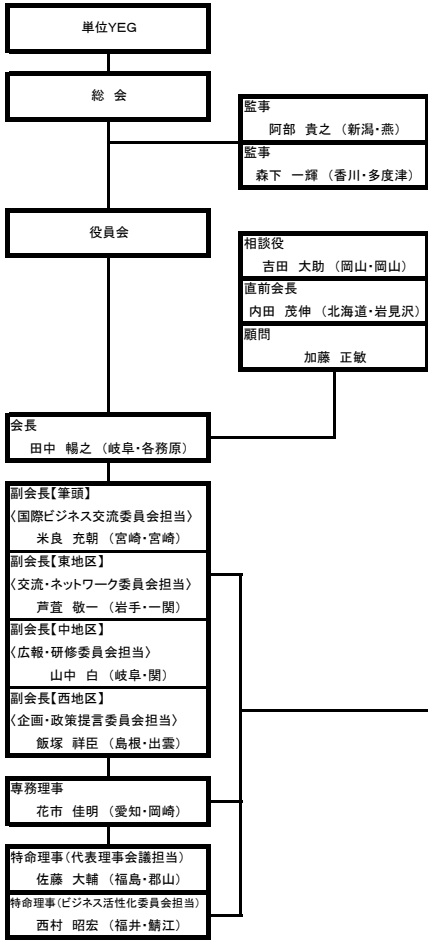 単位YEG
総　会
監事
阿部　貴之　（新潟・燕）
監事
森下　一輝　（香川・多度津）
役員会
相談役
吉田　大助　（岡山・岡山）
直前会長
内田　茂伸　（北海道・岩見沢）
顧問
加藤　正敏
会長
田中　暢之　（岐阜・各務原）
副会長【筆頭】
〈国際ビジネス交流委員会担当〉
米良　充朝　（宮崎・宮崎）
副会長【東地区】
〈交流・ネットワーク委員会担当〉
芦萱　敬一　（岩手・一関）
副会長【中地区】
〈広報・研修委員会担当〉
山中　白　（岐阜・関）
副会長【西地区】
〈企画・政策提言委員会担当〉
飯塚　祥臣　（島根・出雲）
専務理事
花市　佳明　（愛知・岡崎）
特命理事（代表理事会議担当）
佐藤　大輔　（福島・郡山）
特命理事（ビジネス活性化委員会担当）
西村　昭宏　（福井・鯖江）